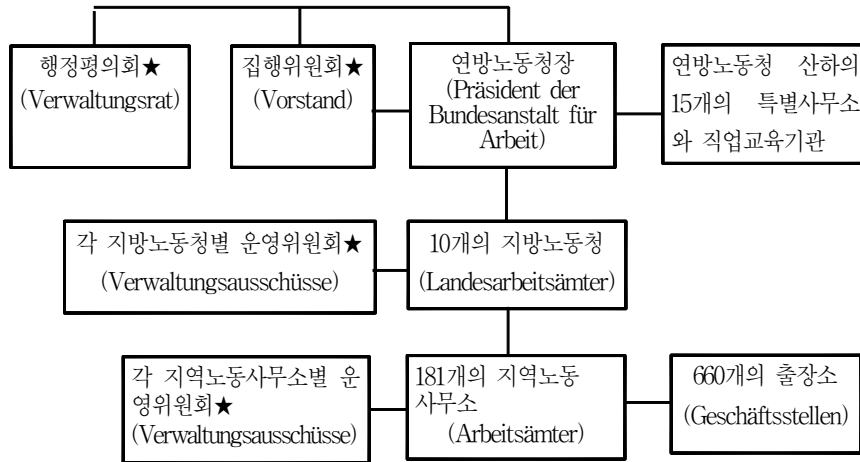 행정평의회★
(Verwaltungsrat)
집행위원회★
(Vorstand)
연방노동청장
(Präsident der
Bundesanstalt für
Arbeit)
연방노동청 산하의
15개의 특별사무소
와 직업교육기관
각 지방노동청별 운영위원회★
(Verwaltungsausschüsse)
10개의 지방노동청
(Landesarbeitsämter)
각 지역노동사무소별 운
영위원회★
(Verwaltungsausschüsse)
181개의 지역노동
사무소
(Arbeitsämter)
660개의 출장소
(Geschäftsstellen)